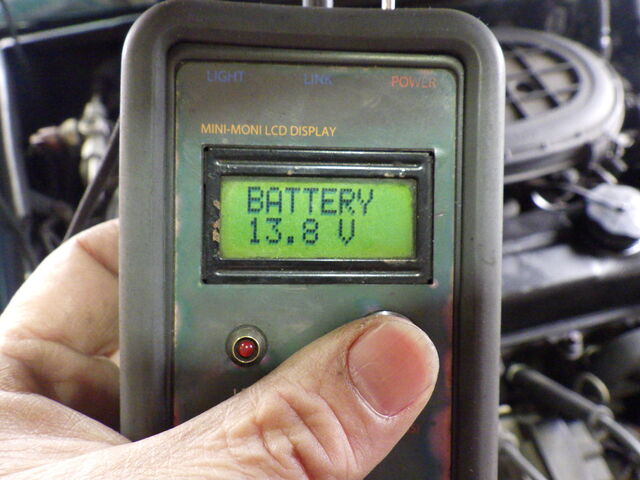 LIGHT LINK POWER
MINI-MONI LCD DISPLAY
BATTERY
13.8 V